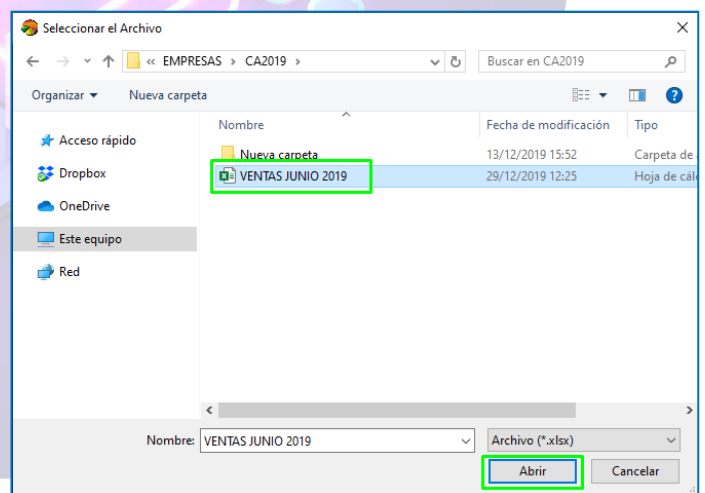 Seleccionar el Archivo
« EMPRESAS › CA2019 ›
Buscar en CA2019
Organizar
Nueva carpeta
Nombre
Fecha de modificación
Tipo
Acceso rápido
Dropbox
OneDrive
Este equipo
Red
Nueva carpeta
13/12/2019 15:52
Carpeta de
VENTAS JUNIO 2019
29/12/2019 12:25
Hoja de cál
Nombre:
VENTAS JUNIO 2019
Archivo (*.xlsx)
Abrir
Cancelar